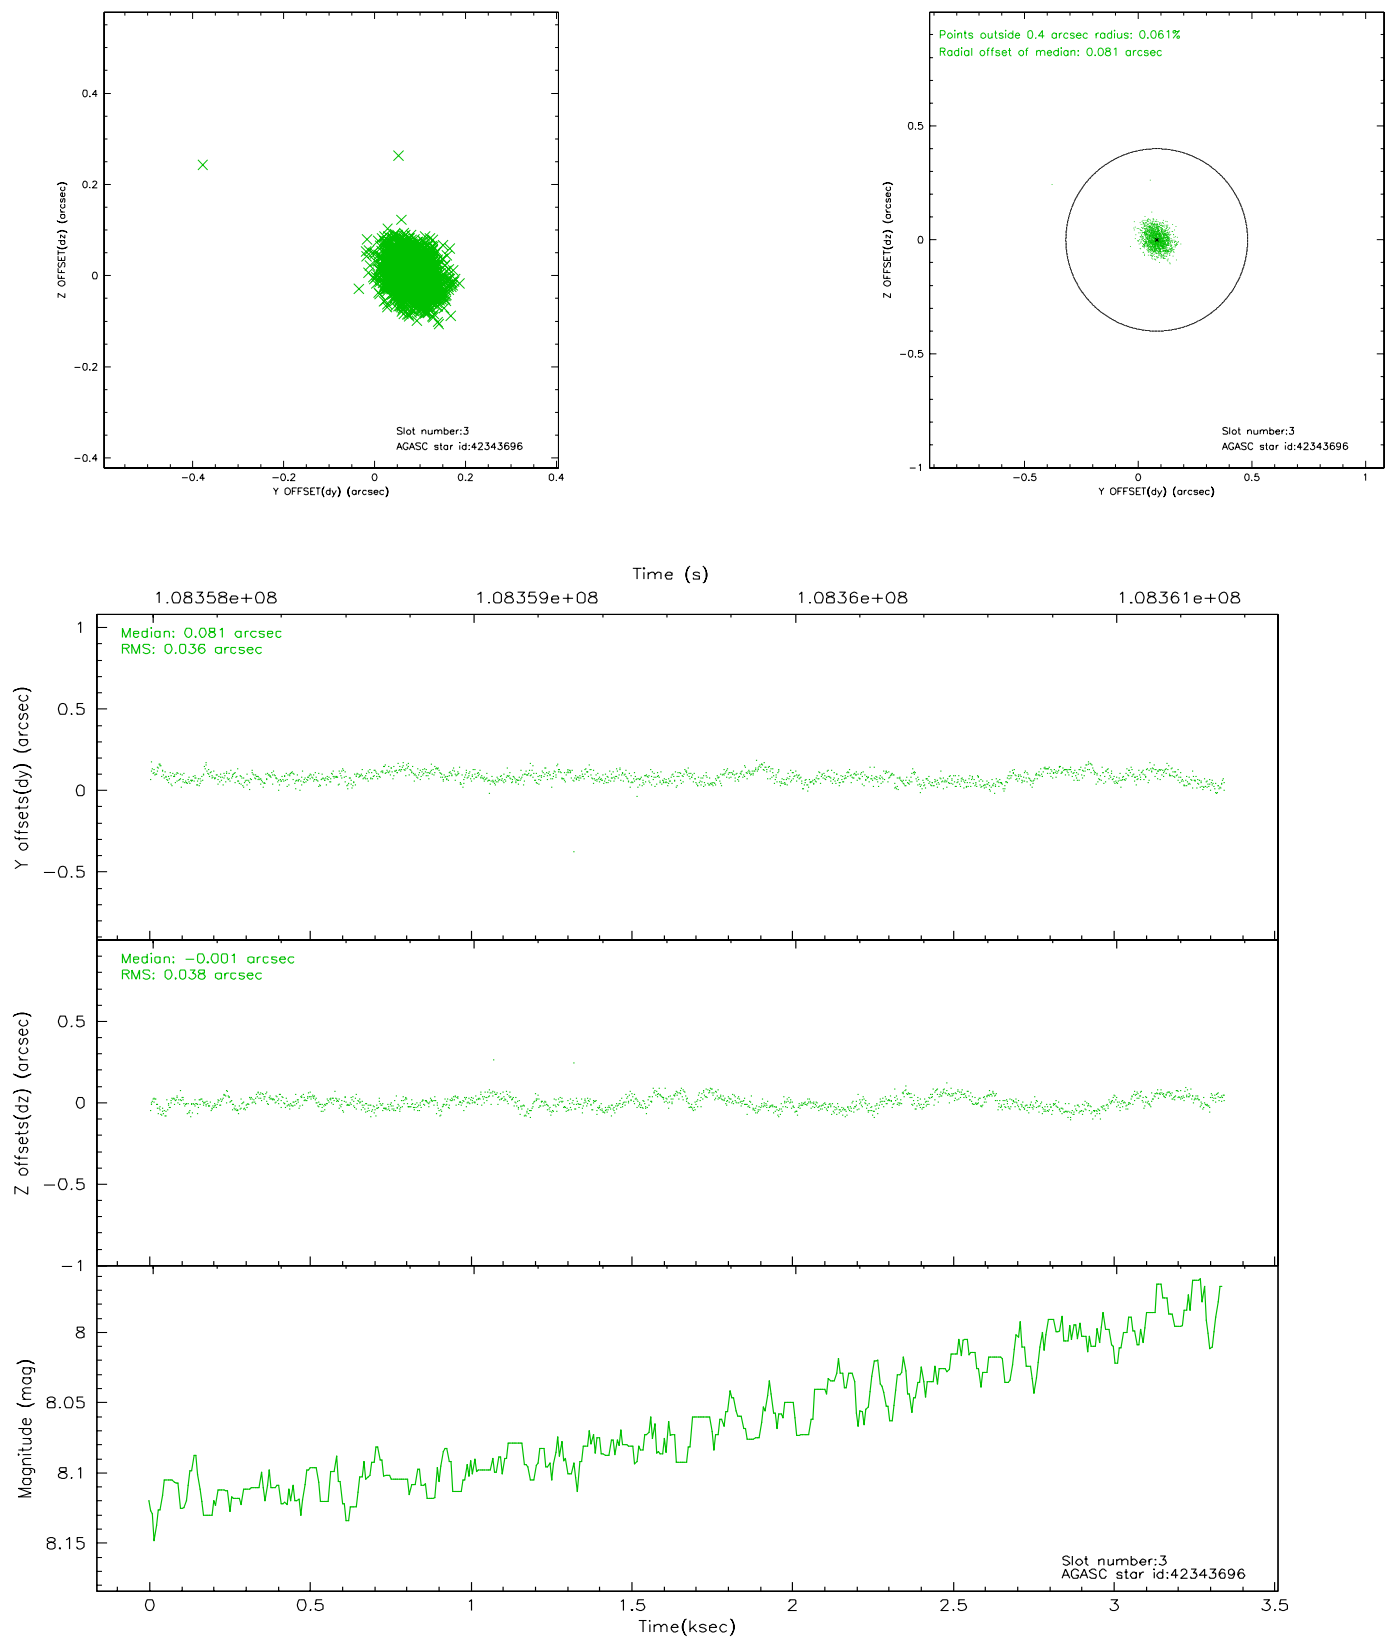 0.4
0.2
0
−0.2
−0.4
Z OFFSET(dz) (arcsec)
−0.4 −0.2 0 0.2 0.4
Y OFFSET(dy) (arcsec)
Slot number:3
AGASC star id:42343696
Points outside 0.4 arcsec radius: 0.061%
Radial offset of median: 0.081 arcsec
0.5
0
−0.5
−1
Z OFFSET(dz) (arcsec)
−0.5 0 0.5 1
Y OFFSET(dy) (arcsec)
Slot number:3
AGASC star id:42343696
Time (s)
1.08358e+08 1.08359e+08 1.0836e+08 1.08361e+08
Median: 0.081 arcsec
RMS: 0.036 arcsec
1
0.5
0
−0.5
Y offsets(dy) (arcsec)
Median: −0.001 arcsec
RMS: 0.038 arcsec
0.5
0
−0.5
−1
Z offsets(dz) (arcsec)
8
8.05
8.1
8.15
Magnitude (mag)
Slot number:3
AGASC star id:42343696
0 0.5 1 1.5 2 2.5 3 3.5
Time(ksec)